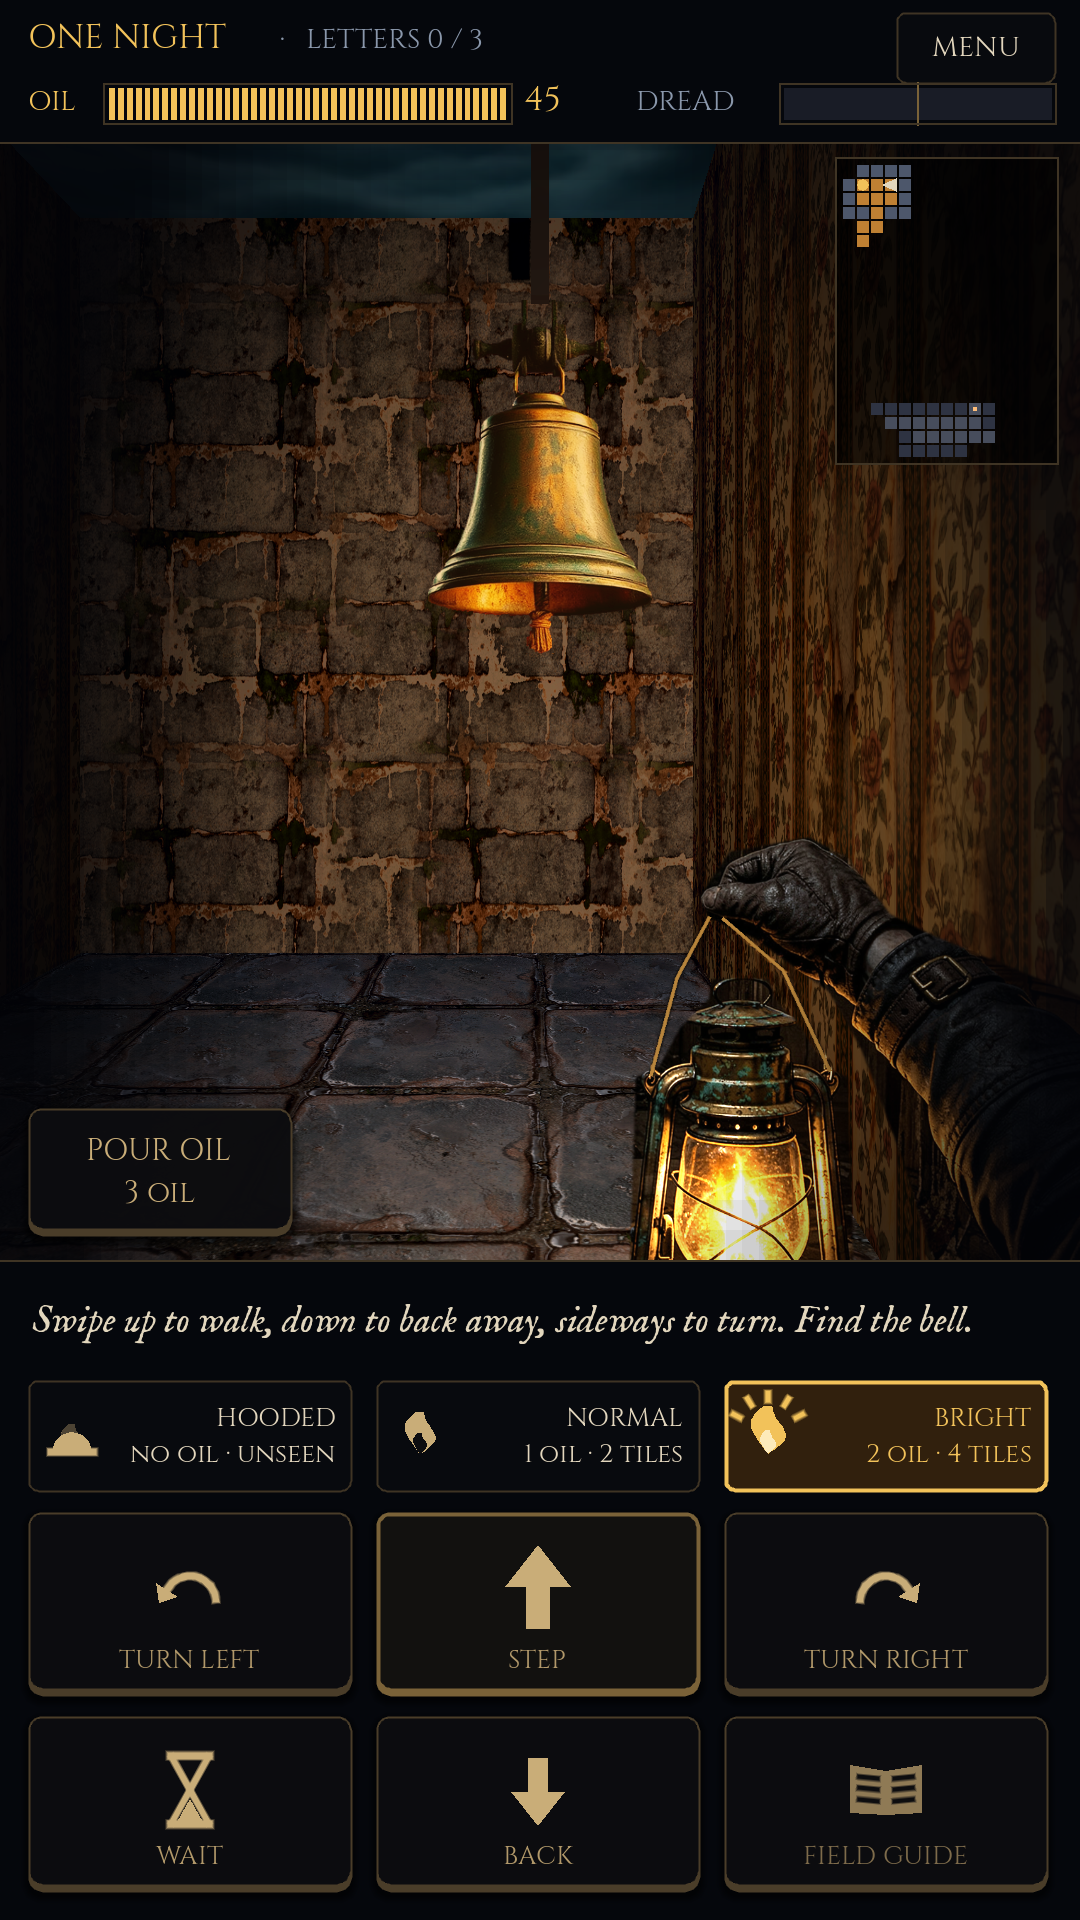 ONE NIGHT · LETTERS 0 / 3
MENU
OIL 45 DREAD
POUR OIL
3 OIL
Swipe up to walk, down to back away, sideways to turn. Find the bell.
HOODED
NO OIL · UNSEEN
NORMAL
1 OIL · 2 TILES
BRIGHT
2 OIL · 4 TILES
TURN LEFT
STEP
TURN RIGHT
WAIT
BACK
FIELD GUIDE